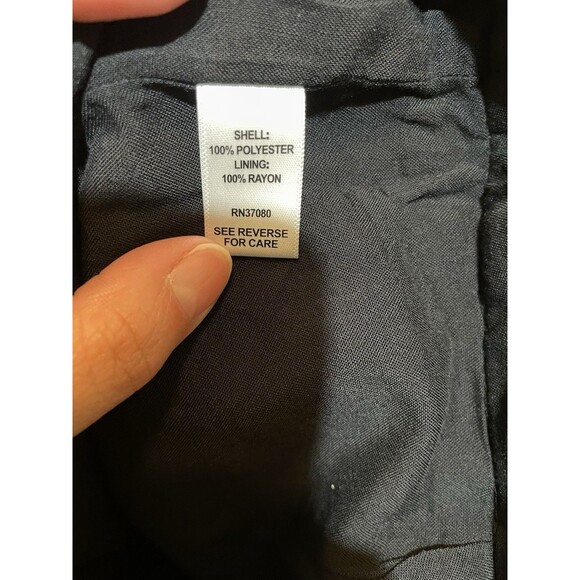 SHELL:
100% POLYESTER
LINING:
100% RAYON
RN37080
SEE REVERSE
FOR CARE